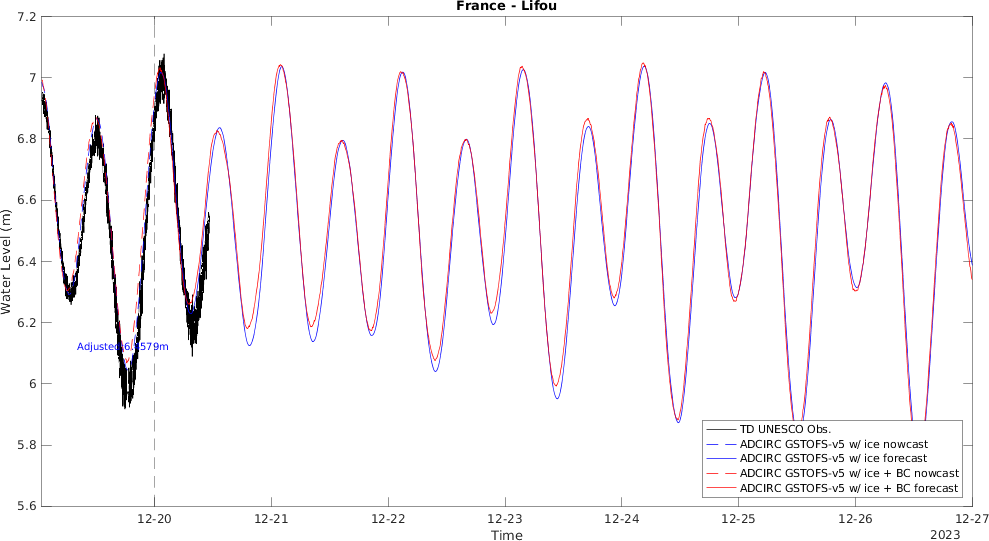 France - Lifou
Water Level (m)
7.2
7
6.8
6.6
6.4
6.2
6
5.8
5.6
12-20
12-21
12-22
12-23
12-24
12-25
12-26
12-27
Time
2023
TD UNESCO Obs.
ADCIRC GSTOFS-v5 w/ ice nowcast
ADCIRC GSTOFS-v5 w/ ice forecast
ADCIRC GSTOFS-v5 w/ ice + BC nowcast
ADCIRC GSTOFS-v5 w/ ice + BC forecast